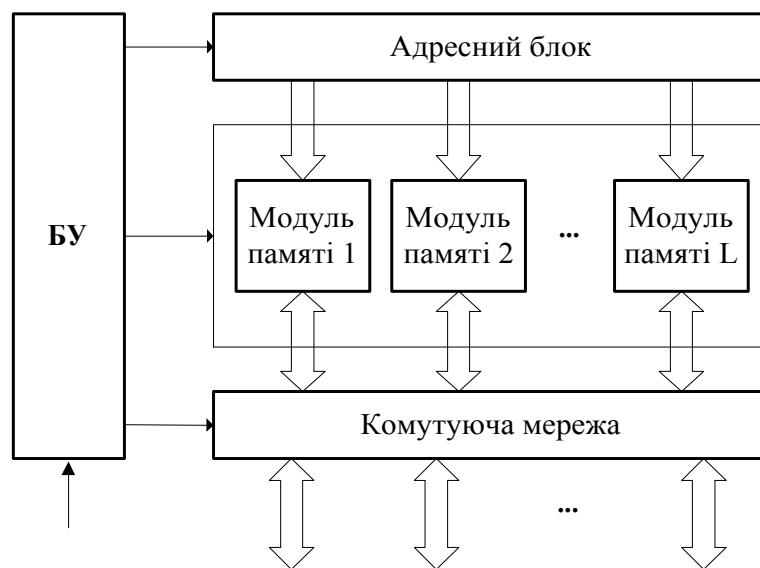 Адресний блок
БУ
Модуль
памяті 1
Модуль
памяті 2
...
Модуль
памяті L
Комутуюча мережа
...